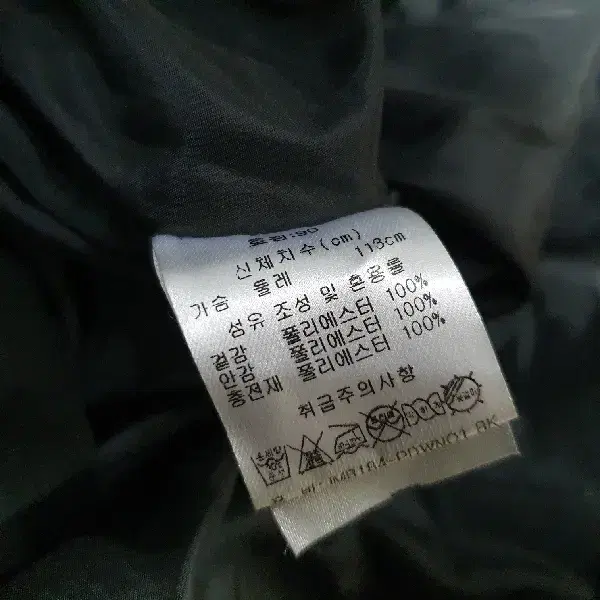 신체치수(cm)
가슴 둘레 113cm
섬유 조성 및 혼용률
겉감 폴리에스터 100%
안감 폴리에스터 100%
충전재 폴리에스터 100%
취급주의사항